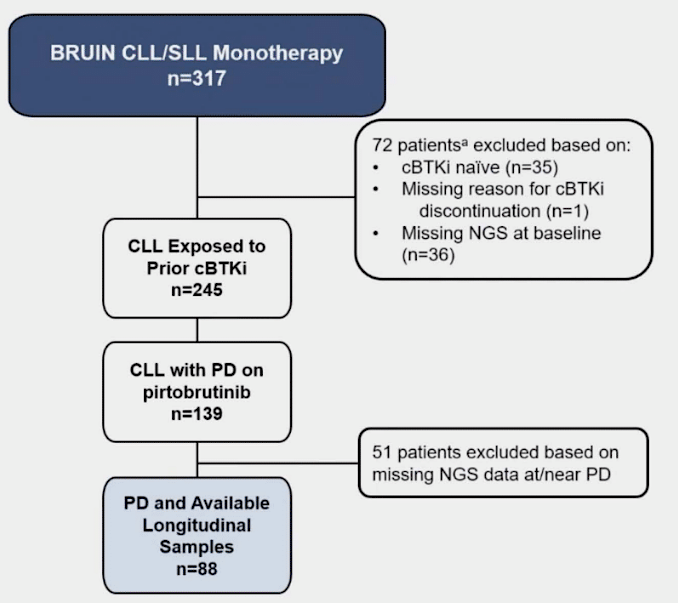 BRUIN CLL/SLL Monotherapy
n=317
72 patientsᵃ excluded based on:
• cBTKi naïve (n=35)
• Missing reason for cBTKi
discontinuation (n=1)
• Missing NGS at baseline
(n=36)
CLL Exposed to
Prior cBTKi
n=245
CLL with PD on
pirtobrutinib
n=139
51 patients excluded based on
missing NGS data at/near PD
PD and Available
Longitudinal
Samples
n=88